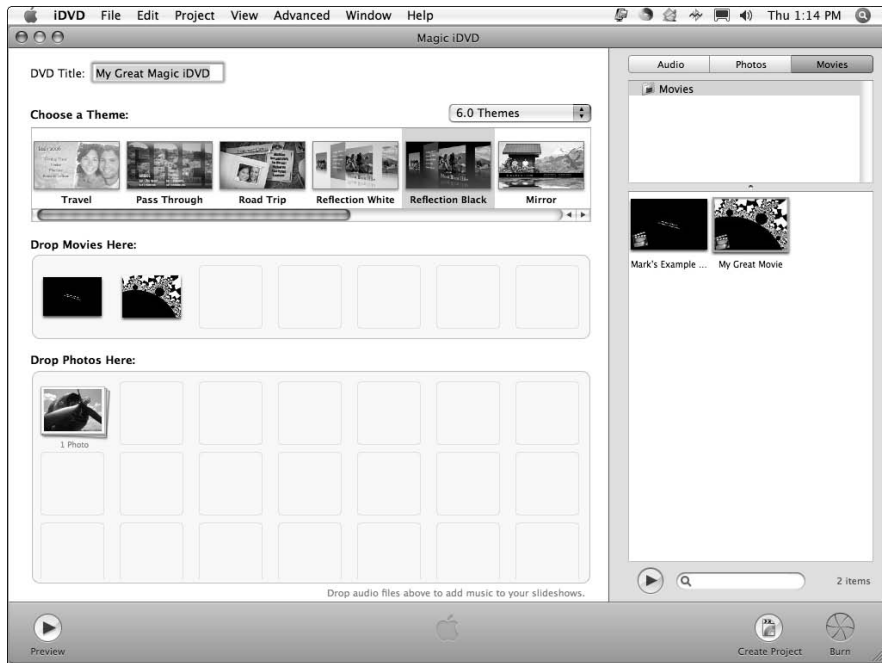 iDVD File Edit Project View Advanced Window Help Thu 1:14 PM
Magic iDVD
DVD Title: My Great Magic iDVD
Audio Photos Movies
Movies
Choose a Theme: 6.0 Themes
Travel Pass Through Road Trip Reflection White Reflection Black Mirror
Drop Movies Here:
Mark's Example ... My Great Movie
Drop Photos Here:
1 Photo
Drop audio files above to add music to your slideshows.
2 items
Preview Create Project Burn